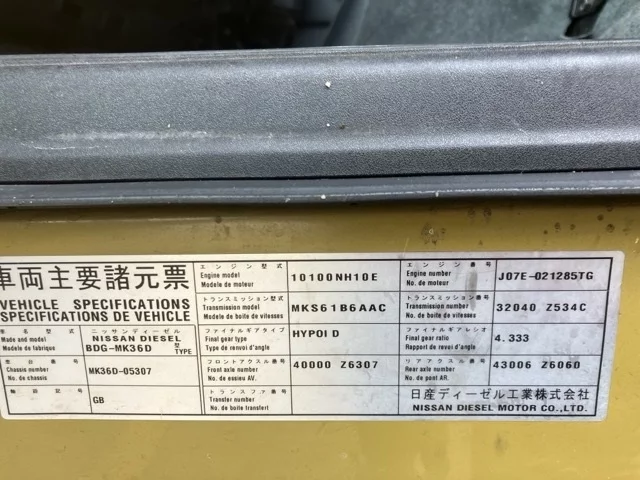 車両主要諸元票
VEHICLE SPECIFICATIONS
SPECIFICATIONS DE VEHICLE
車名型式
Made and model
Modele de fabrique
ニッサンディーゼル
NISSAN DIESEL 型
BDG-MK36D TYPE
車台番号
Chassis number
No. de chassis
MK36D-05307
GB
エンジン型式
Engine model
Modele de moteur
10100NH10E
トランスミッション型式
Transmission model
Modele de boite de vitesses
MKS61B6AAC
ファイナルギアタイプ
Final gear type
Type de renvoi d'angle
HYPOID
フロントアクスル番号
Front axle number
No. de essieu AV.
40000 Z6307
トランスファ番号
Transfer number
No. de boite transfert
エンジン番号
Engine number
No. de moteur
J07E-021285TG
トランスミッション番号
Transmission number
No. de boite de vitesses
32040 Z534C
ファイナルギアレシオ
Final gear ratio
Rapport de renvoi d'angle
4.333
リアアクスル番号
Rear axle number
No. de pont AR.
43006 Z6060
日産ディーゼル工業株式会社
NISSAN DIESEL MOTOR CO.,LTD.